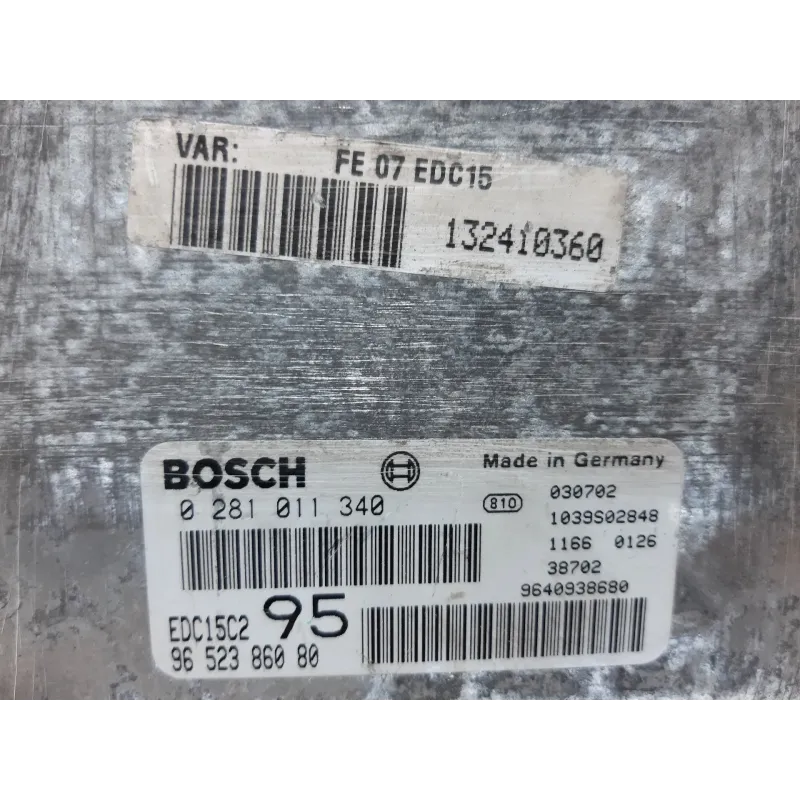 VAR: FE 07 EDC15
132410360
BOSCH Made in Germany
0 281 011 340 810 030702
1039S02848
1166 0126
38702
9640938680
EDC15C2 95
96 523 860 80